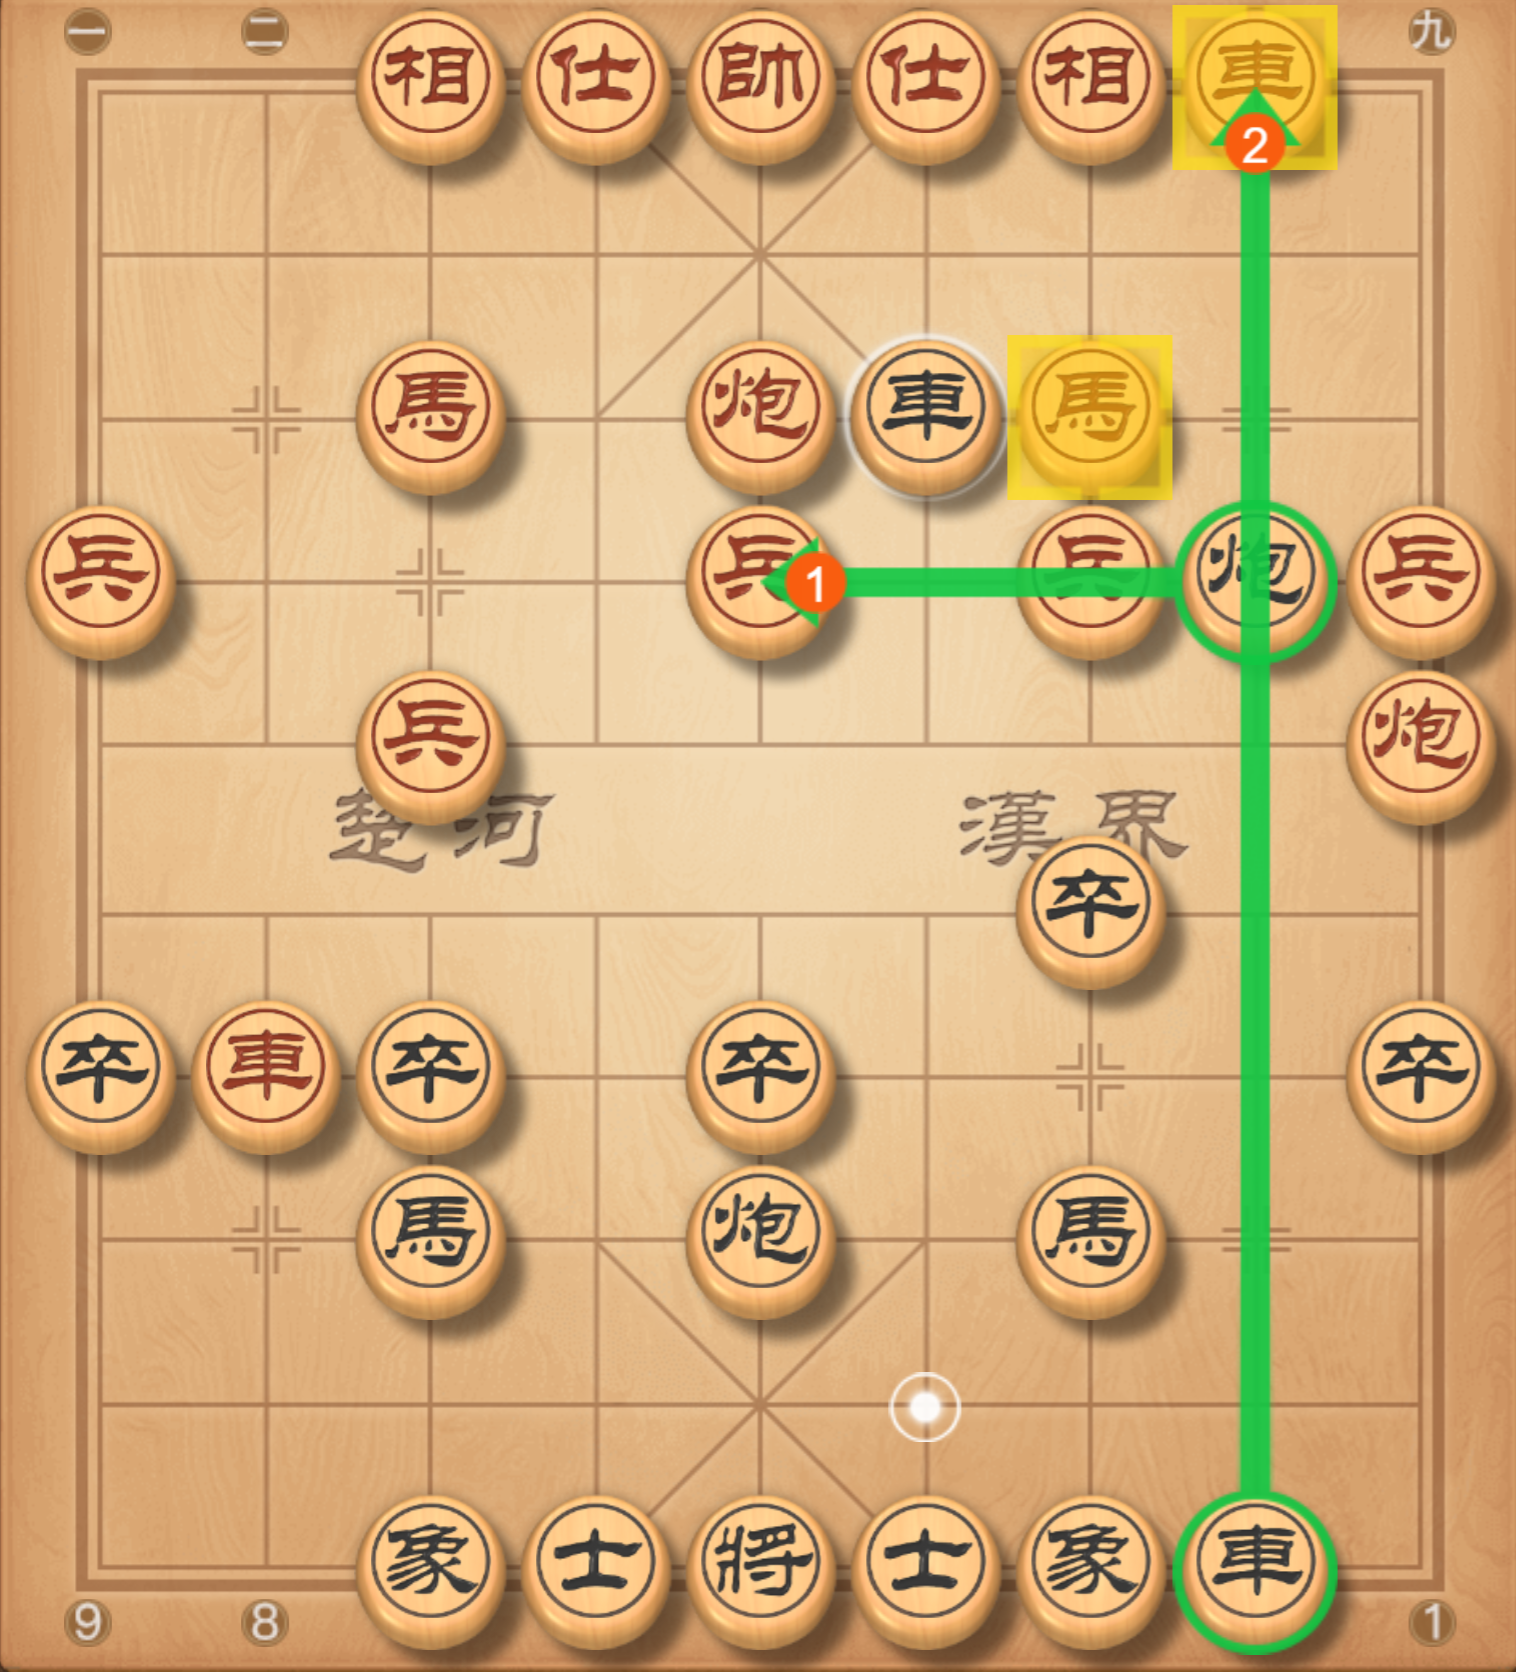 一 二 相 仕 帥 仕 相 車 九
2
馬 炮 車 馬
兵 兵 1 兵 炮 兵
兵 炮
楚河 漢界
卒
卒 車 卒 卒 卒
馬 炮 馬
象 士 將 士 象 車
9 8 1